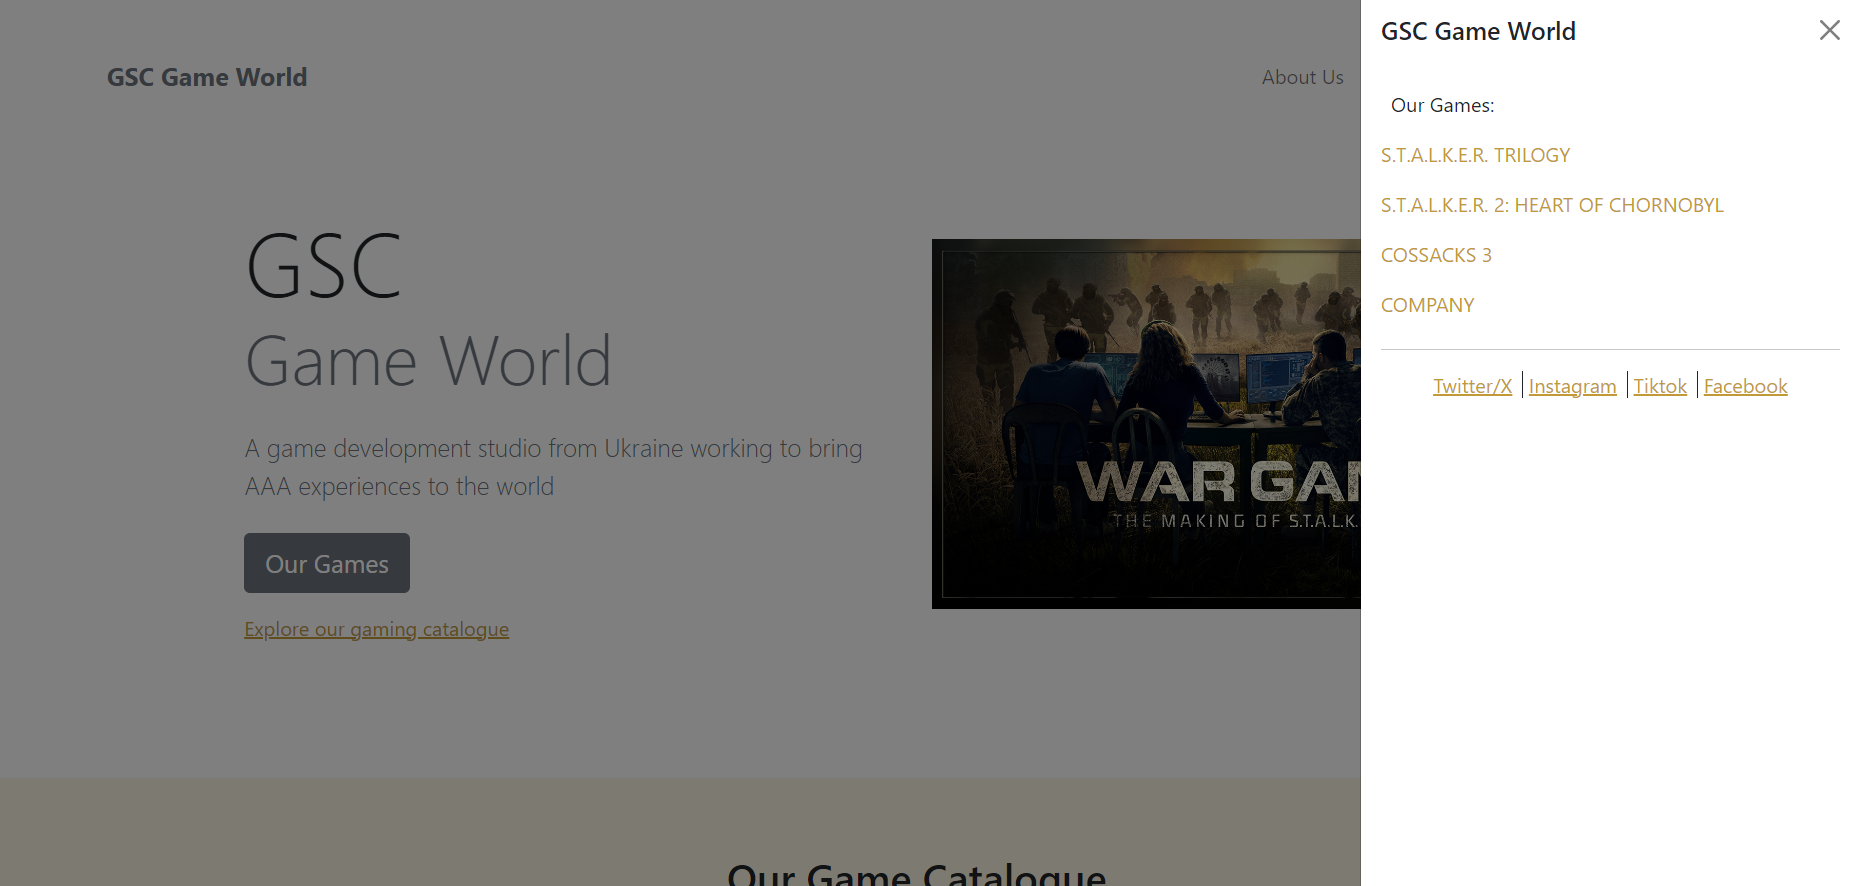 GSC Game World
About Us
GSC
Game World
A game development studio from Ukraine working to bring
AAA experiences to the world
Our Games
Explore our gaming catalogue
WAR GAM
THE MAKING OF S.T.A.L.K.
Our Game Catalogue
GSC Game World
Our Games:
S.T.A.L.K.E.R. TRILOGY
S.T.A.L.K.E.R. 2: HEART OF CHORNOBYL
COSSACKS 3
COMPANY
Twitter/X | Instagram | Tiktok | Facebook